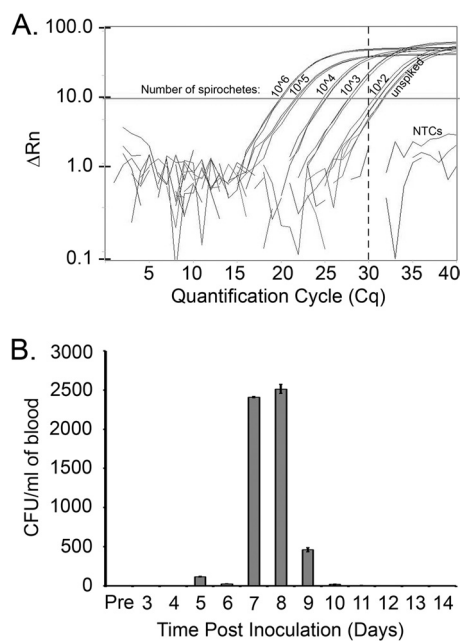 A.
100.0
10.0
1.0
0.1
ΔRn
Number of spirochetes:
10^6
10^5
10^4
10^3
10^2
unspiked
NTCs
5 10 15 20 25 30 35 40
Quantification Cycle (Cq)
B.
3000
2500
2000
1500
1000
500
0
CFU/ml of blood
Pre 3 4 5 6 7 8 9 10 11 12 13 14
Time Post Inoculation (Days)